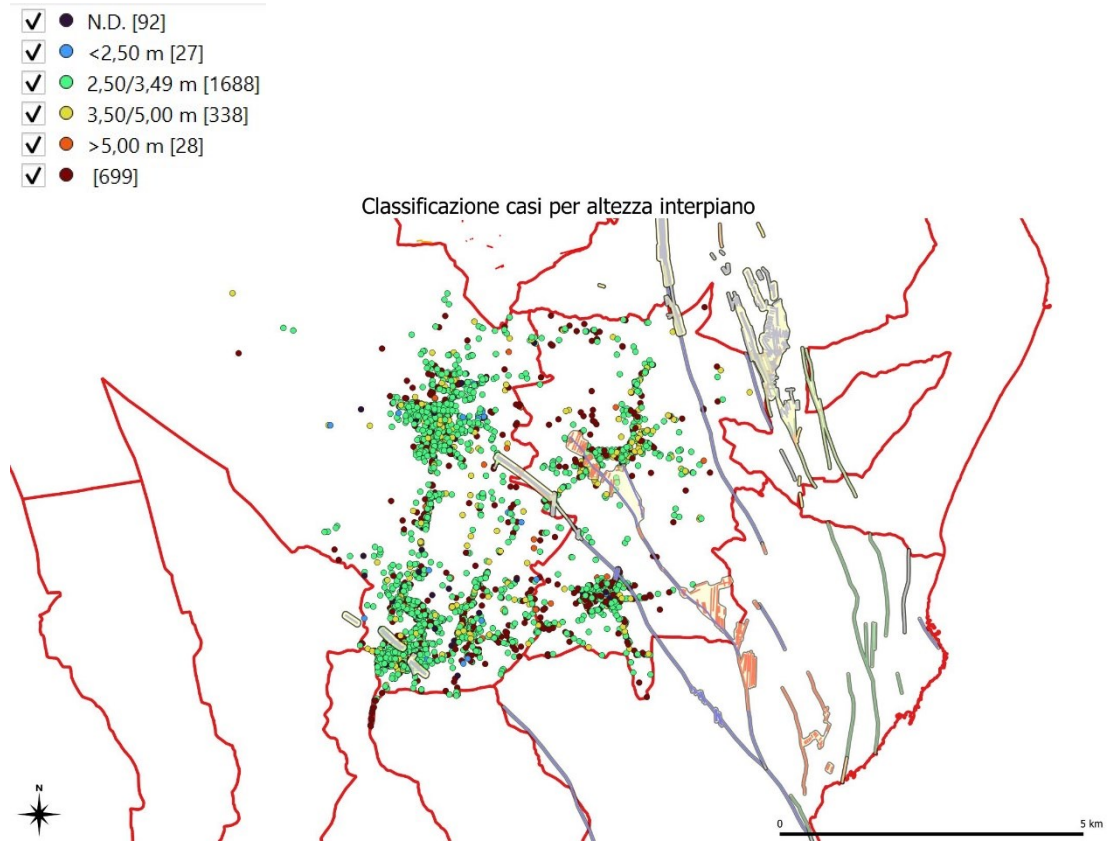 N.D. [92]
<2,50 m [27]
2,50/3,49 m [1688]
3,50/5,00 m [338]
>5,00 m [28]
[699]
Classificazione casi per altezza interpiano
N
0 5 km